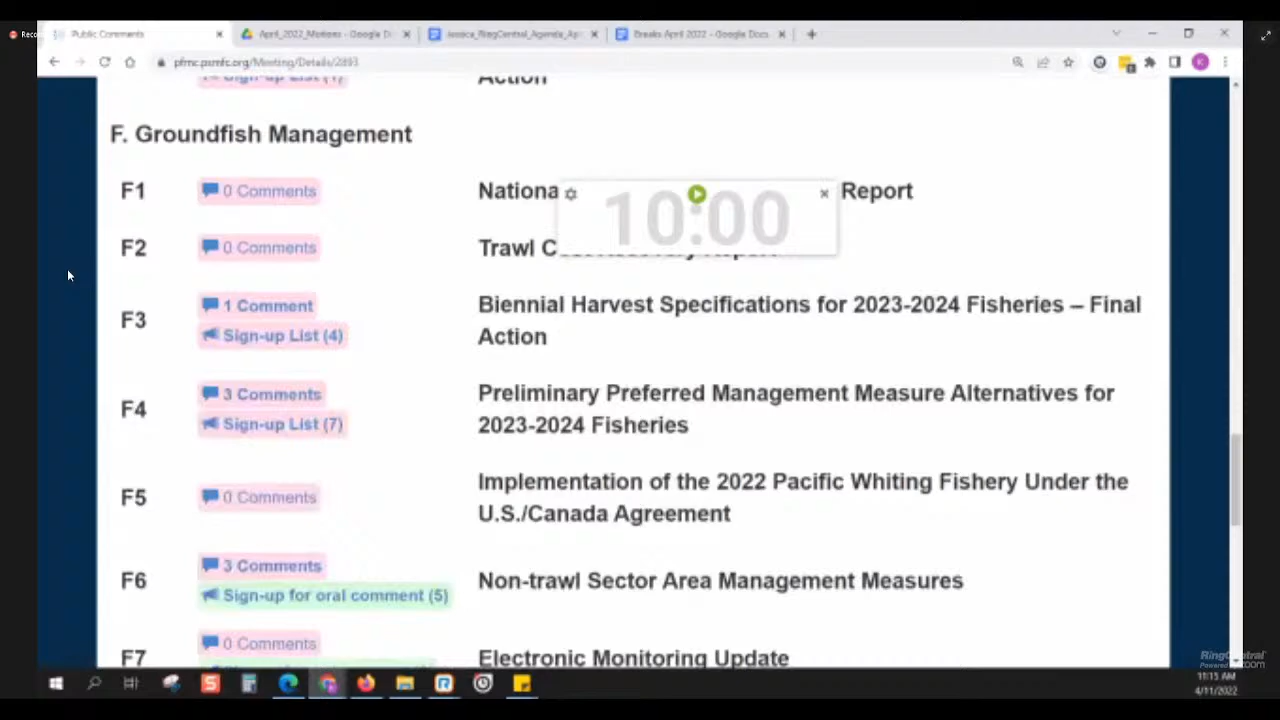 Public Comments
April_2022_Motions - Google D
Breaks April 2022 - Google Docs
pfmc.psmfc.org/Meeting/Details/2893
Sign-up List (1)
Action
F. Groundfish Management
F1
0 Comments
Nationa
Report
10:00
F2
0 Comments
Trawl
F3
1 Comment
Sign-up List (4)
Biennial Harvest Specifications for 2023-2024 Fisheries – Final
Action
F4
3 Comments
Sign-up List (7)
Preliminary Preferred Management Measure Alternatives for
2023-2024 Fisheries
F5
0 Comments
Implementation of the 2022 Pacific Whiting Fishery Under the
U.S./Canada Agreement
F6
3 Comments
Sign-up for oral comment (5)
Non-trawl Sector Area Management Measures
F7
0 Comments
Electronic Monitoring Update
RingCentral
11:15 AM
4/11/2022